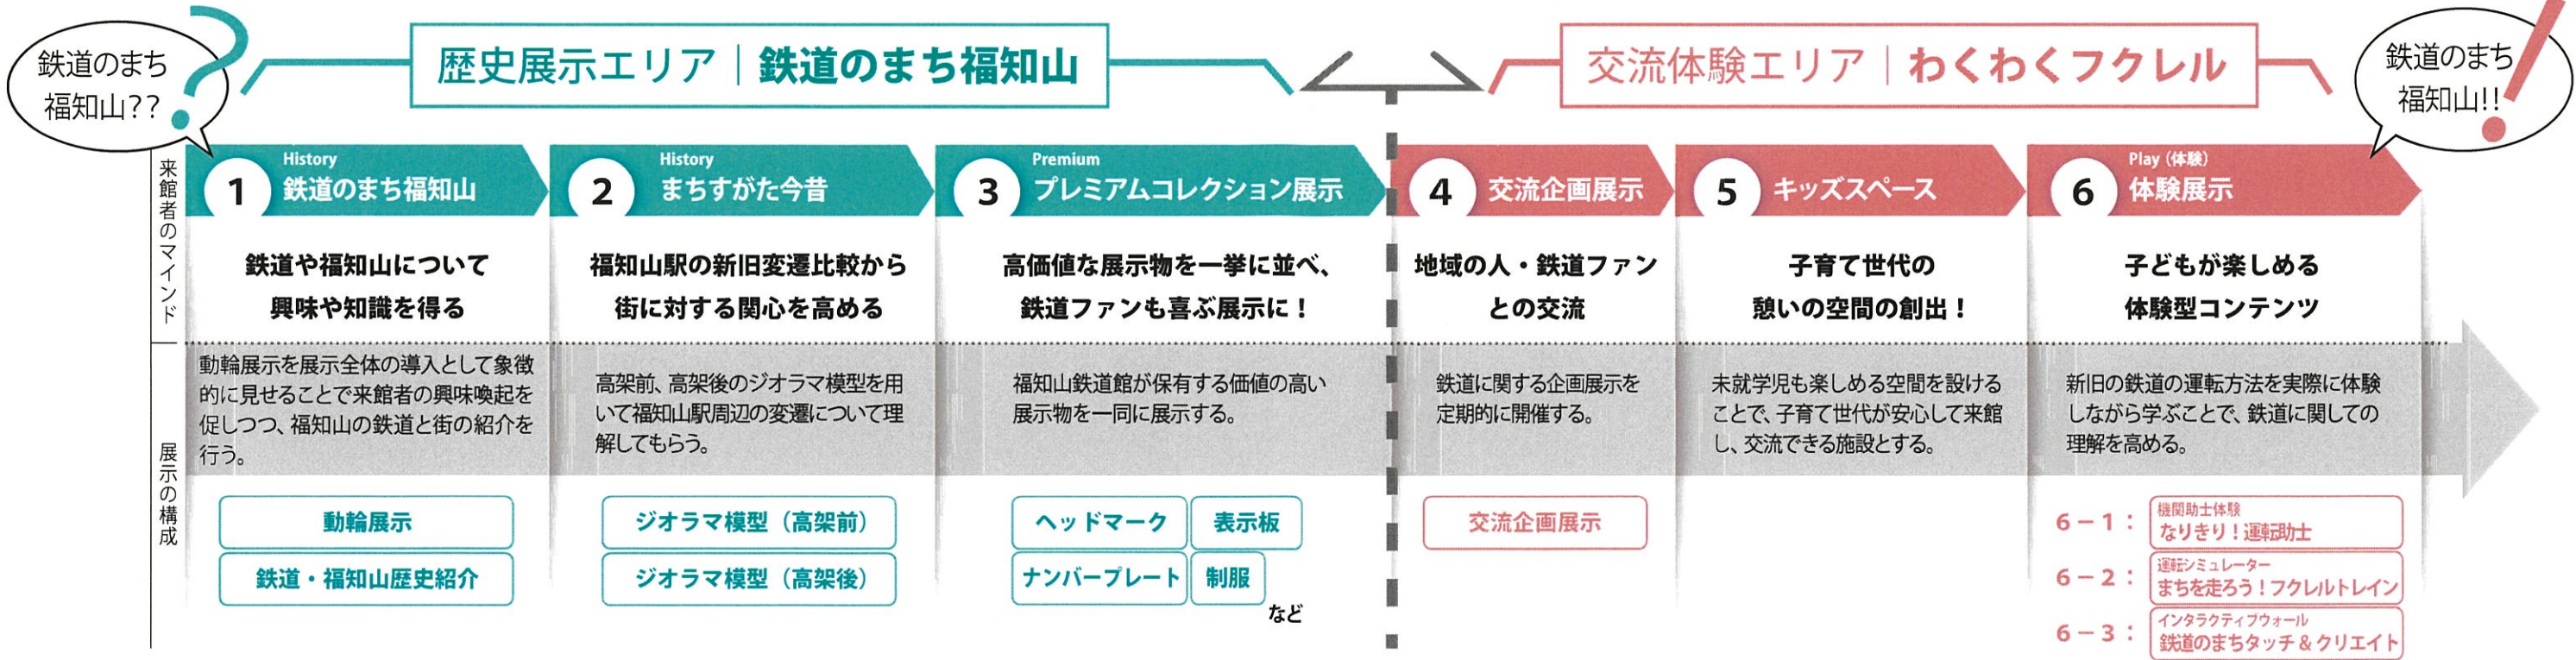 鉄道のまち
福知山??
?
歴史展示エリア｜鉄道のまち福知山
交流体験エリア｜わくわくフクレル
鉄道のまち
福知山!!
!
来館者のマインド
1
History
鉄道のまち福知山
鉄道や福知山について
興味や知識を得る
2
History
まちすがた今昔
福知山駅の新旧変遷比較から
街に対する関心を高める
3
Premium
プレミアムコレクション展示
高価値な展示物を一挙に並べ、
鉄道ファンも喜ぶ展示に！
4
交流企画展示
地域の人・鉄道ファン
との交流
5
キッズスペース
子育て世代の
憩いの空間の創出！
6
Play（体験）
体験展示
子どもが楽しめる
体験型コンテンツ
展示の構成
動輪展示を展示全体の導入として象徴
的に見せることで来館者の興味喚起を
促しつつ、福知山の鉄道と街の紹介を
行う。
動輪展示
鉄道・福知山歴史紹介
高架前、高架後のジオラマ模型を用
いて福知山駅周辺の変遷について理
解してもらう。
ジオラマ模型（高架前）
ジオラマ模型（高架後）
福知山鉄道館が保有する価値の高い
展示物を一同に展示する。
ヘッドマーク 表示板
ナンバープレート 制服
など
鉄道に関する企画展示を
定期的に開催する。
交流企画展示
未就学児も楽しめる空間を設ける
ことで、子育て世代が安心して来館
し、交流できる施設とする。
新旧の鉄道の運転方法を実際に体験
しながら学ぶことで、鉄道に関しての
理解を高める。
機関助士体験
6－1：なりきり！運転助士
運転シミュレーター
6－2：まちを走ろう！フクレルトレイン
インタラクティブウォール
6－3：鉄道のまちタッチ＆クリエイト